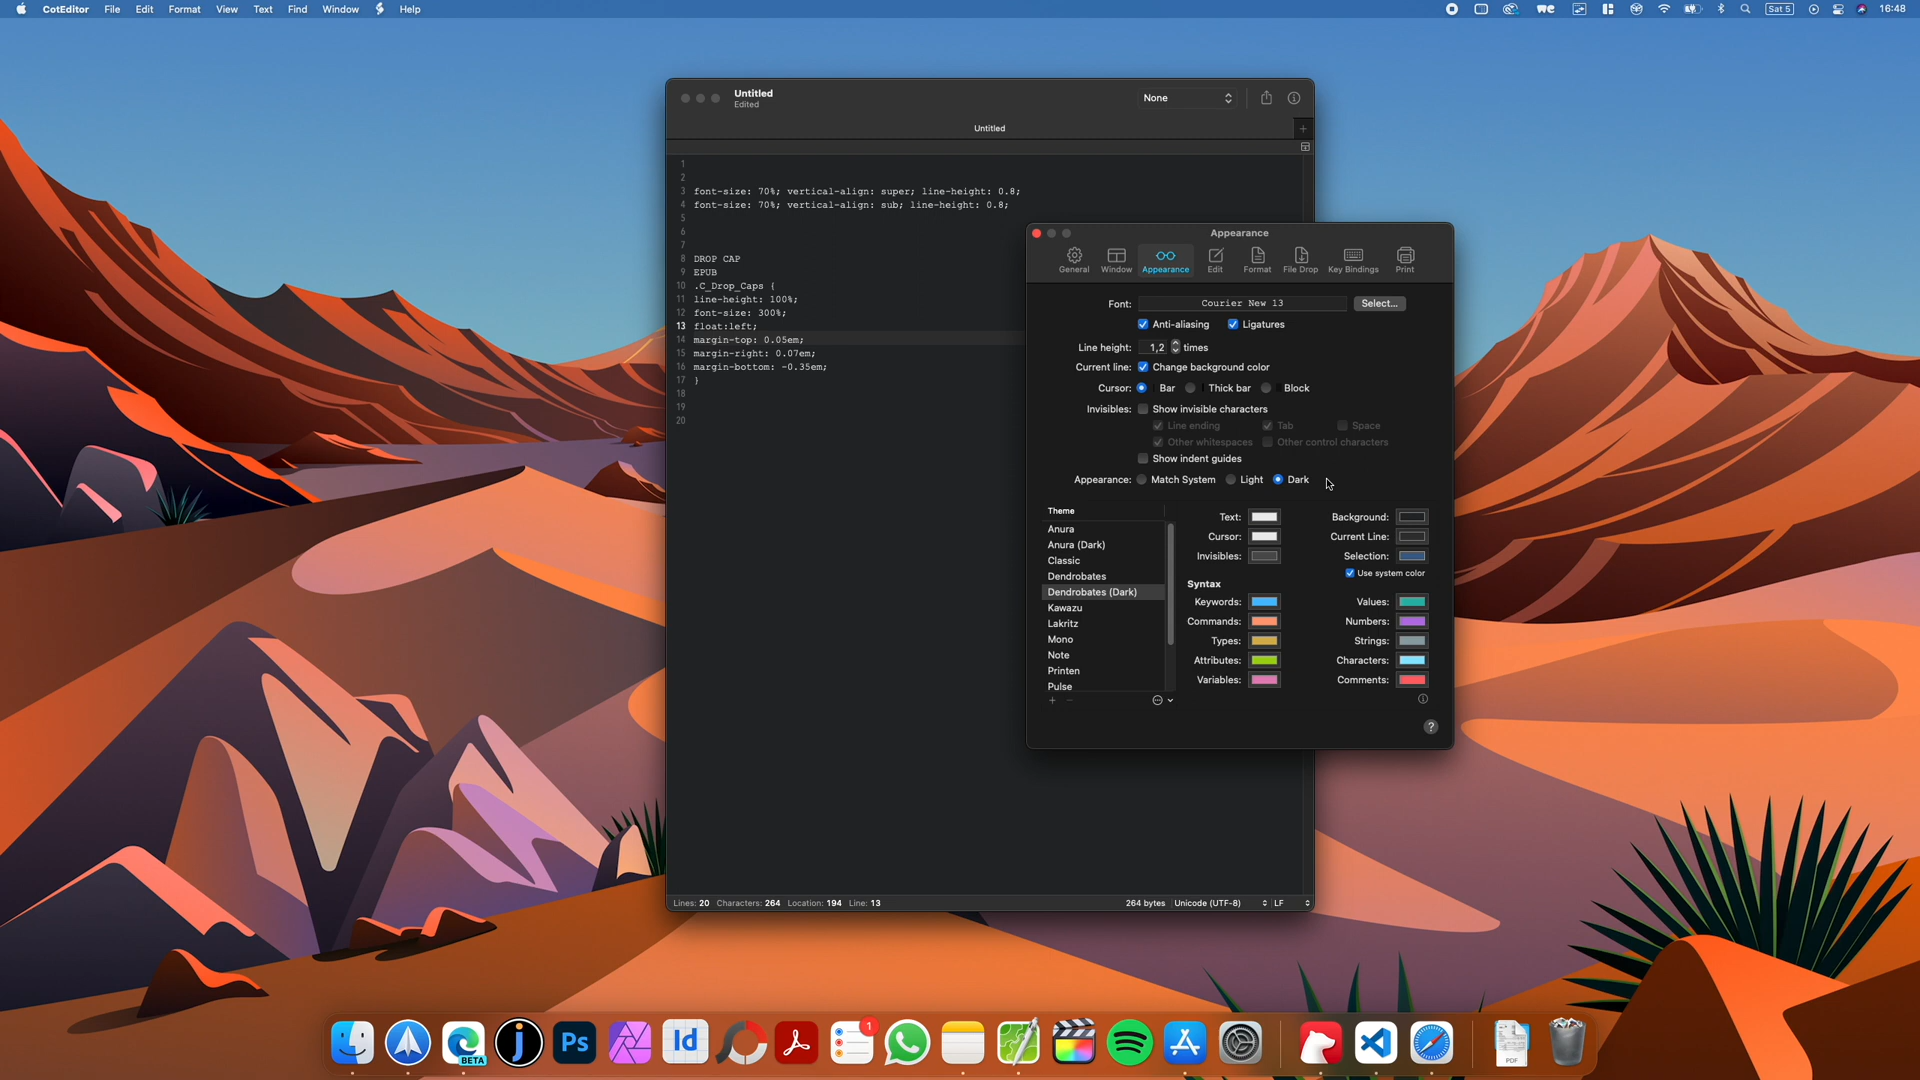 CotEditor File Edit Format View Text Find Window Help
Sat 5 16:48
Untitled
Edited
None
Untitled
1
2
3 font-size: 70%; vertical-align: super; line-height: 0.8;
4 font-size: 70%; vertical-align: sub; line-height: 0.8;
5
6
7
8 DROP CAP
9 EPUB
10 .C_Drop_Caps {
11 line-height: 100%;
12 font-size: 300%;
13 float:left;
14 margin-top: 0.05em;
15 margin-right: 0.07em;
16 margin-bottom: -0.35em;
17 }
18
19
20
Lines: 20 Characters: 264 Location: 194 Line: 13
264 bytes Unicode (UTF-8) LF
Appearance
General Window Appearance Edit Format File Drop Key Bindings Print
Font: Courier New 13 Select...
Anti-aliasing Ligatures
Line height: 1,2 times
Current line: Change background color
Cursor: Bar Thick bar Block
Invisibles: Show invisible characters
Line ending Tab Space
Other whitespaces Other control characters
Show indent guides
Appearance: Match System Light Dark
Theme
Anura
Anura (Dark)
Classic
Dendrobates
Dendrobates (Dark)
Kawazu
Lakritz
Mono
Note
Printen
Pulse
Text: Background:
Cursor: Current Line:
Invisibles: Selection:
Use system color
Syntax
Keywords: Values:
Commands: Numbers:
Types: Strings:
Attributes: Characters:
Variables: Comments:
?
BETA
j
Ps
Id
1
PDF